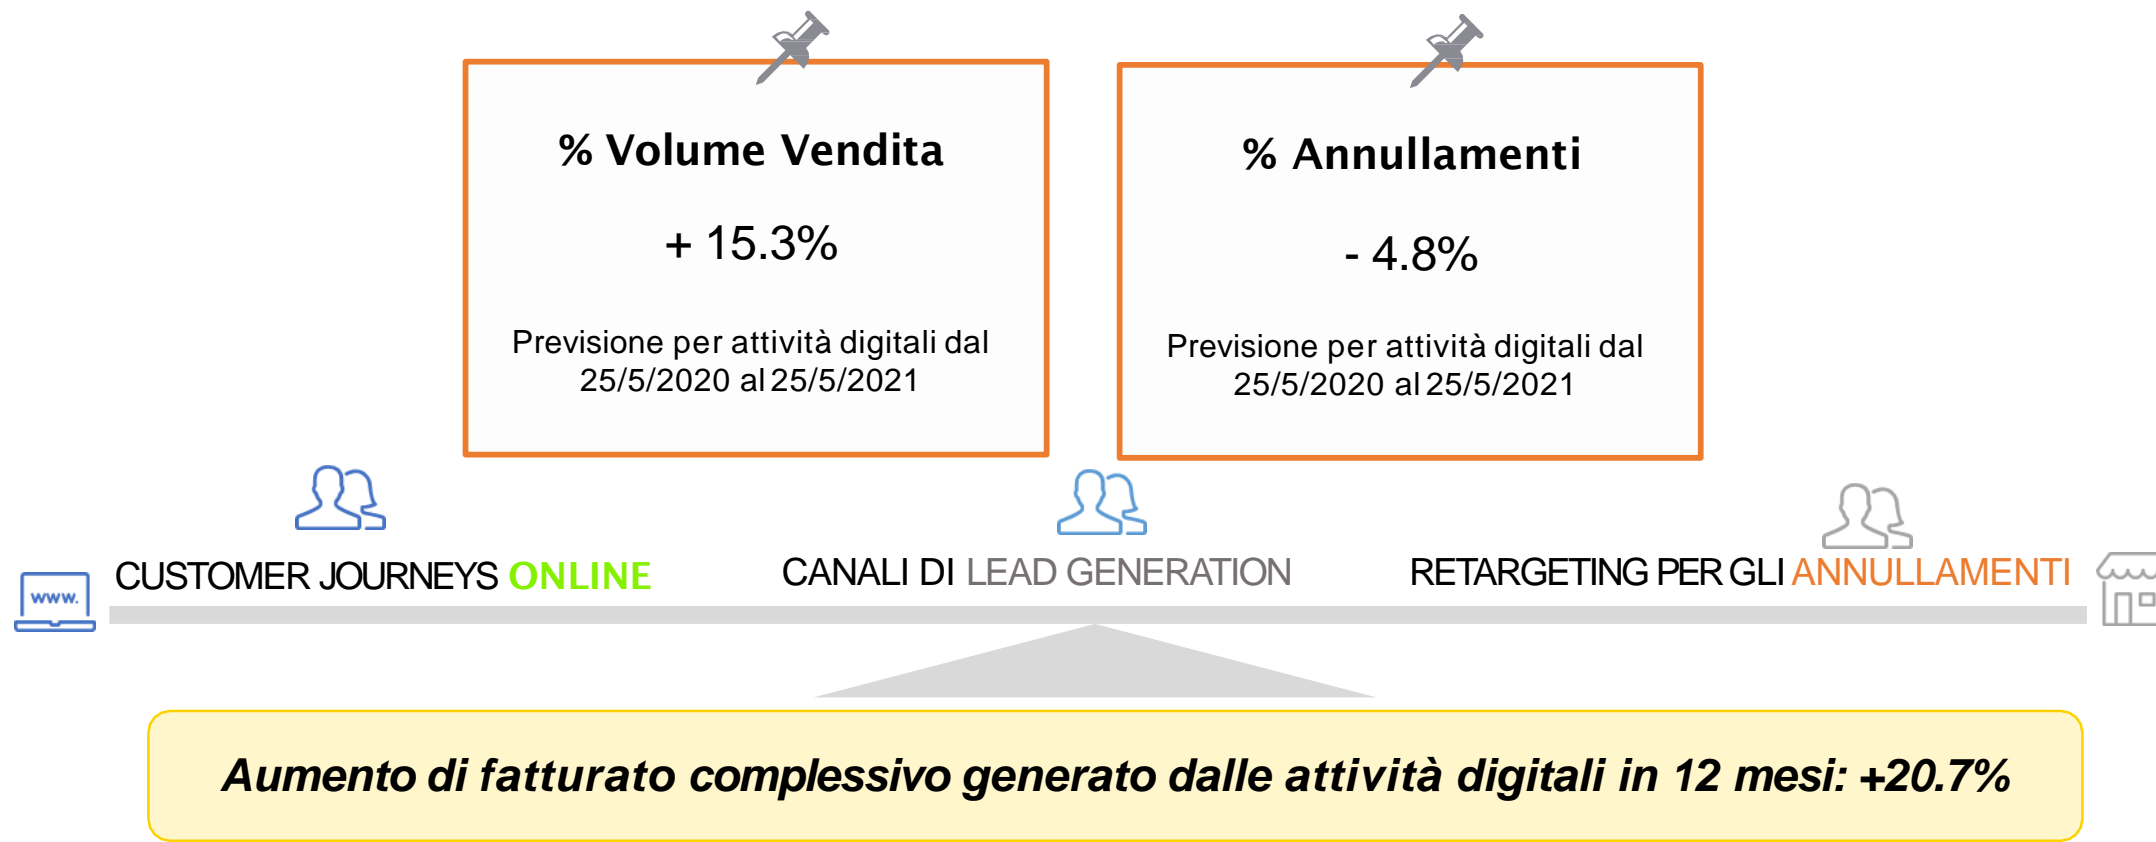 % Volume Vendita
+ 15.3%
Previsione per attività digitali dal
25/5/2020 al 25/5/2021
% Annullamenti
- 4.8%
Previsione per attività digitali dal
25/5/2020 al 25/5/2021
www.
CUSTOMER JOURNEYS ONLINE
CANALI DI LEAD GENERATION
RETARGETING PER GLI ANNULLAMENTI
Aumento di fatturato complessivo generato dalle attività digitali in 12 mesi: +20.7%